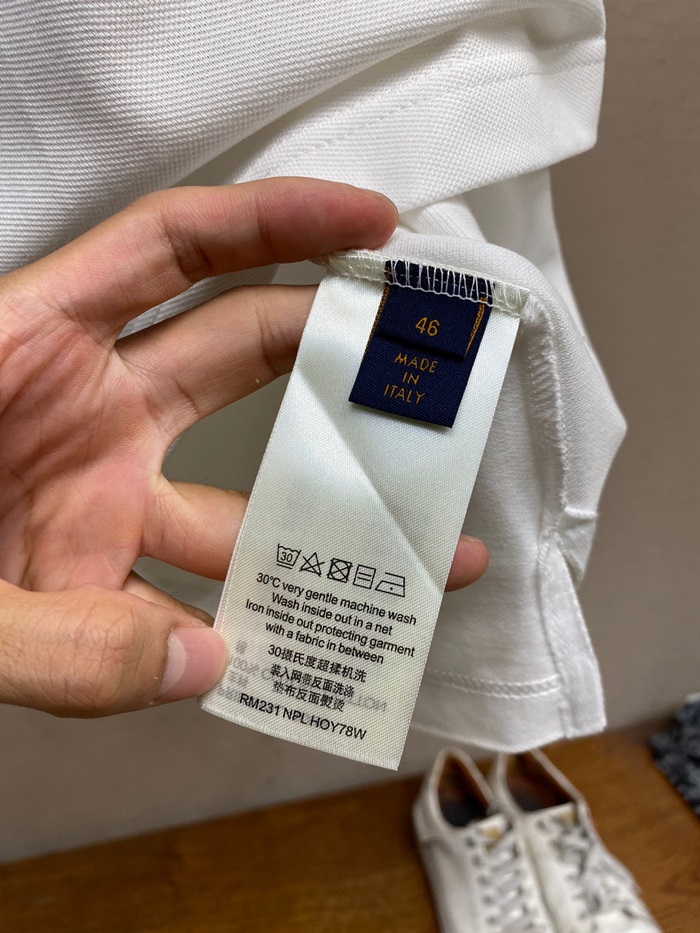 46
MADE
IN
ITALY
30
30℃ very gentle machine wash
Wash inside out in a net
Iron inside out protecting garment
with a fabric in between
30摄氏度超揉机洗
装入网带反面洗涤
垫布反面熨烫
RM231 NPL HOY78W